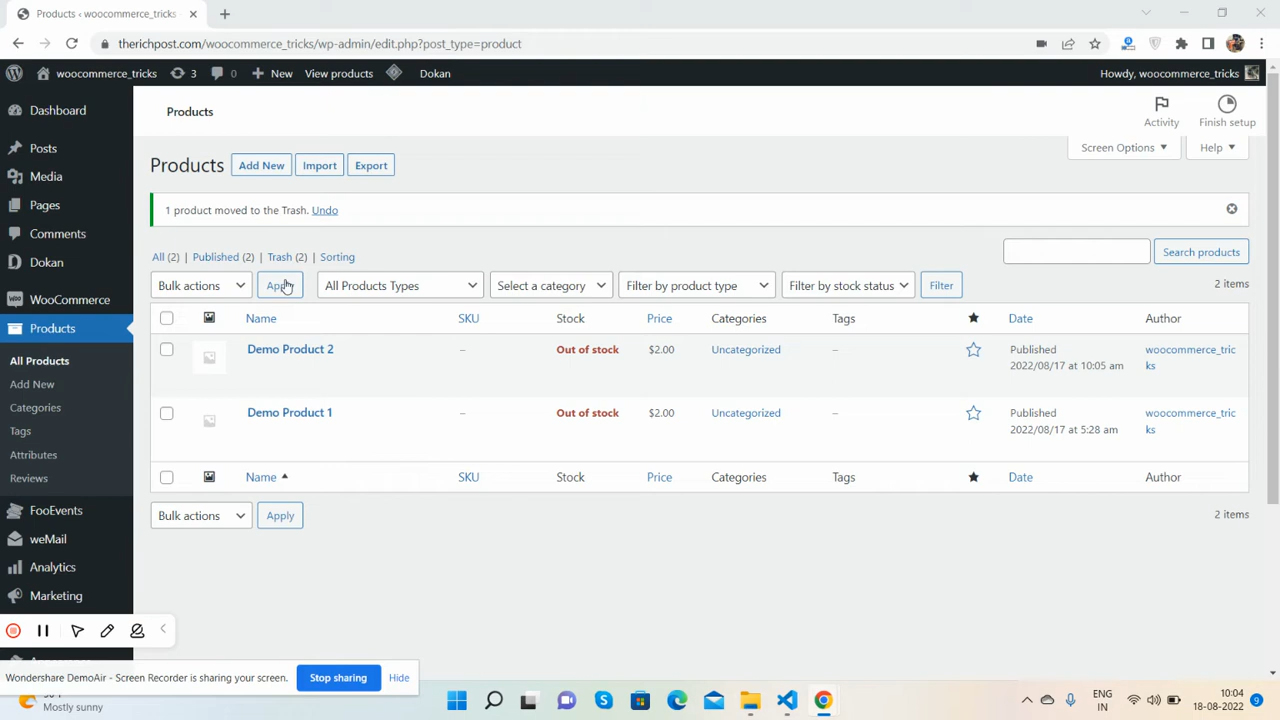 Products ‹ woocommerce_tricks
therichpost.com/woocommerce_tricks/wp-admin/edit.php?post_type=product
woocommerce_tricks 3 0 New View products Dokan Howdy, woocommerce_tricks
Products
Activity
Finish setup
Screen Options
Help
Dashboard
Posts
Media
Pages
Comments
Dokan
WooCommerce
Products
All Products
Add New
Categories
Tags
Attributes
Reviews
FooEvents
weMail
Analytics
Marketing
Products Add New Import Export
1 product moved to the Trash. Undo
All (2) | Published (2) | Trash (2) | Sorting
Search products
Bulk actions Apply All Products Types Select a category Filter by product type Filter by stock status Filter 2 items
Name SKU Stock Price Categories Tags Date Author
Demo Product 2 – Out of stock $2.00 Uncategorized – Published woocommerce_tric
2022/08/17 at 10:05 am ks
Demo Product 1 – Out of stock $2.00 Uncategorized – Published woocommerce_tric
2022/08/17 at 5:28 am ks
Name SKU Stock Price Categories Tags Date Author
Bulk actions Apply 2 items
Wondershare DemoAir - Screen Recorder is sharing your screen. Stop sharing Hide
Mostly sunny
ENG
IN
10:04
18-08-2022
9